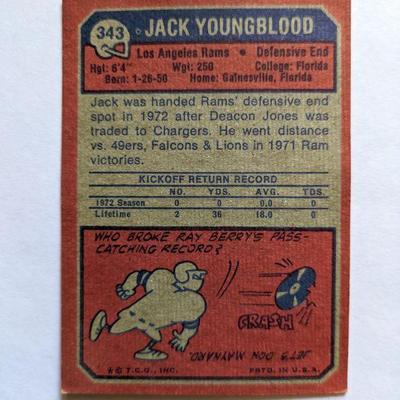 343 JACK YOUNGBLOOD
Los Angeles Rams • Defensive End
Hgt: 6'4" Wgt: 250 College: Florida
Born: 1-26-50 Home: Gainesville, Florida
Jack was handed Rams' defensive end
spot in 1972 after Deacon Jones was
traded to Chargers. He went distance
vs. 49ers, Falcons & Lions in 1971 Ram
victories.
KICKOFF RETURN RECORD
NO. YDS. AVG. TDS.
1972 Season 0 0 0.0 0
Lifetime 2 36 18.0 0
WHO BROKE RAY BERRY'S PASS-
CATCHING RECORD?
CRASH
JET'S DON MAYNARD
*© T.C.G., INC. PRTD. IN U.S.A.